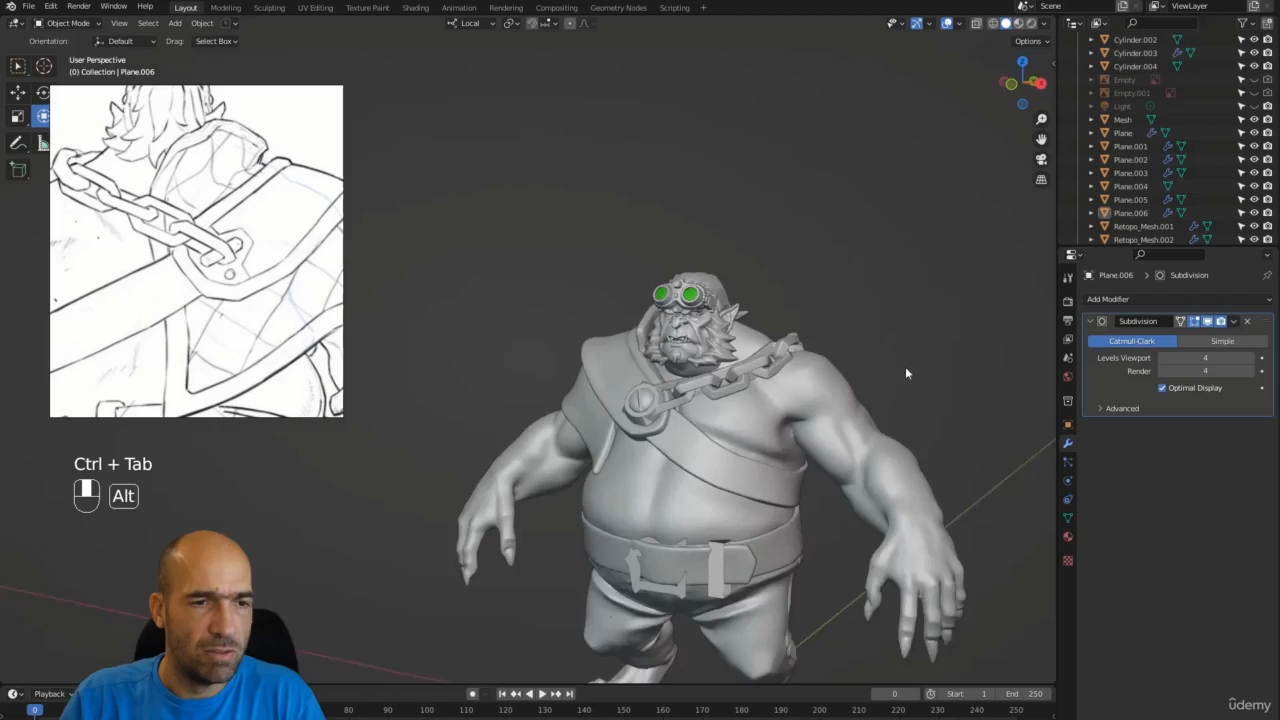 File Edit Render Window Help Layout Modeling Sculpting UV Editing Texture Paint Shading Animation Rendering Compositing Geometry Nodes Scripting Scene ViewLayer
Object Mode View Select Add Object Local
Orientation: Default Drag: Select Box Options
User Perspective
(0) Collection | Plane.006
Cylinder.002
Cylinder.003
Cylinder.004
Empty
Empty.001
Light
Mesh
Plane
Plane.001
Plane.002
Plane.003
Plane.004
Plane.005
Plane.006
Retopo_Mesh.001
Retopo_Mesh.002
Plane.006 Subdivision
Add Modifier
Subdivision
Catmull-Clark Simple
Levels Viewport 4
Render 4
Optimal Display
Advanced
Ctrl + Tab
Alt
Z
X
Playback 0 Start 1 End 250
0 80 90 100 110 120 130 140 150 160 170 180 190 200 210 220 230 240 250
ûdemy